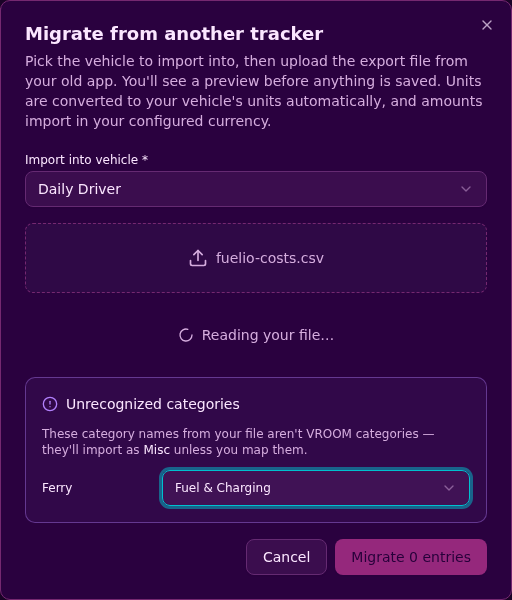 Migrate from another tracker
Pick the vehicle to import into, then upload the export file from
your old app. You'll see a preview before anything is saved. Units
are converted to your vehicle's units automatically, and amounts
import in your configured currency.
Import into vehicle *
Daily Driver
fuelio-costs.csv
Reading your file...
Unrecognized categories
These category names from your file aren't VROOM categories —
they'll import as Misc unless you map them.
Ferry
Fuel & Charging
Cancel
Migrate 0 entries